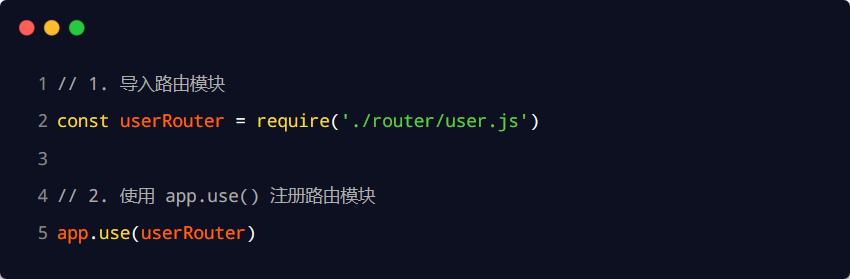 1 // 1. 导入路由模块
2 const userRouter = require('./router/user.js')
3
4 // 2. 使用 app.use() 注册路由模块
5 app.use(userRouter)